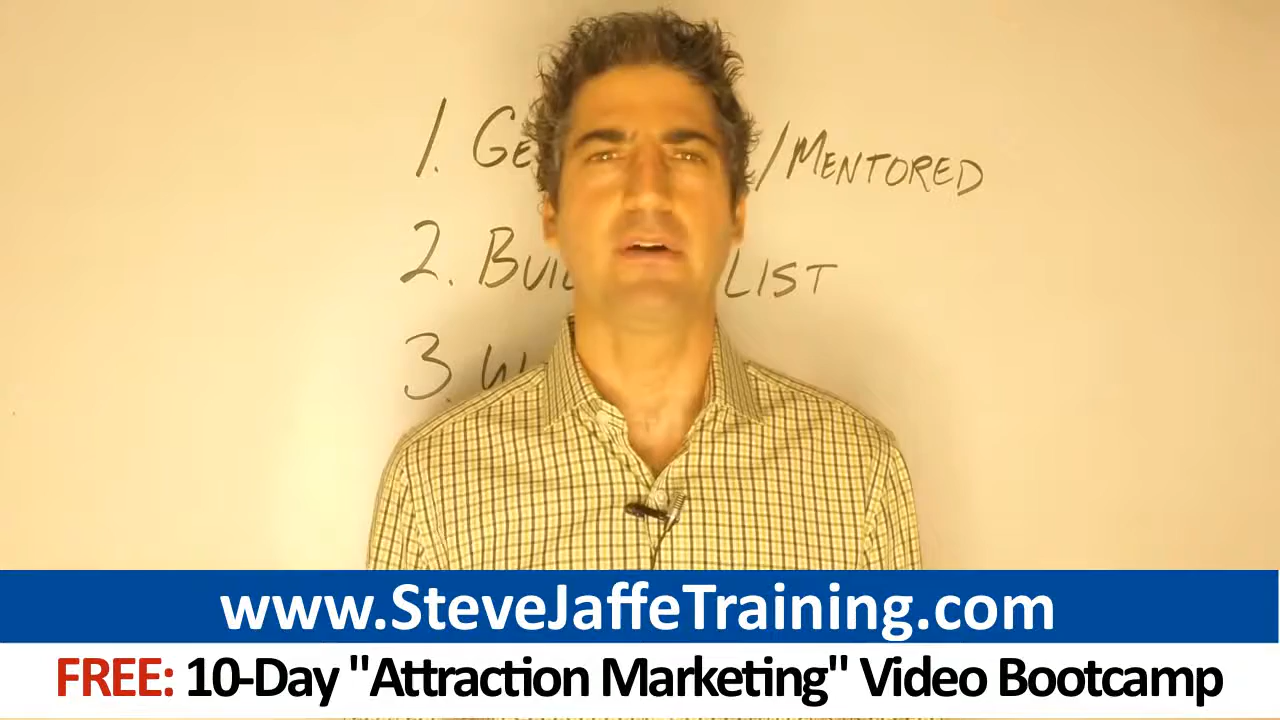 1. Ge /MENTORED
2. BUI LIST
3. W
www.SteveJaffeTraining.com
FREE: 10-Day "Attraction Marketing" Video Bootcamp